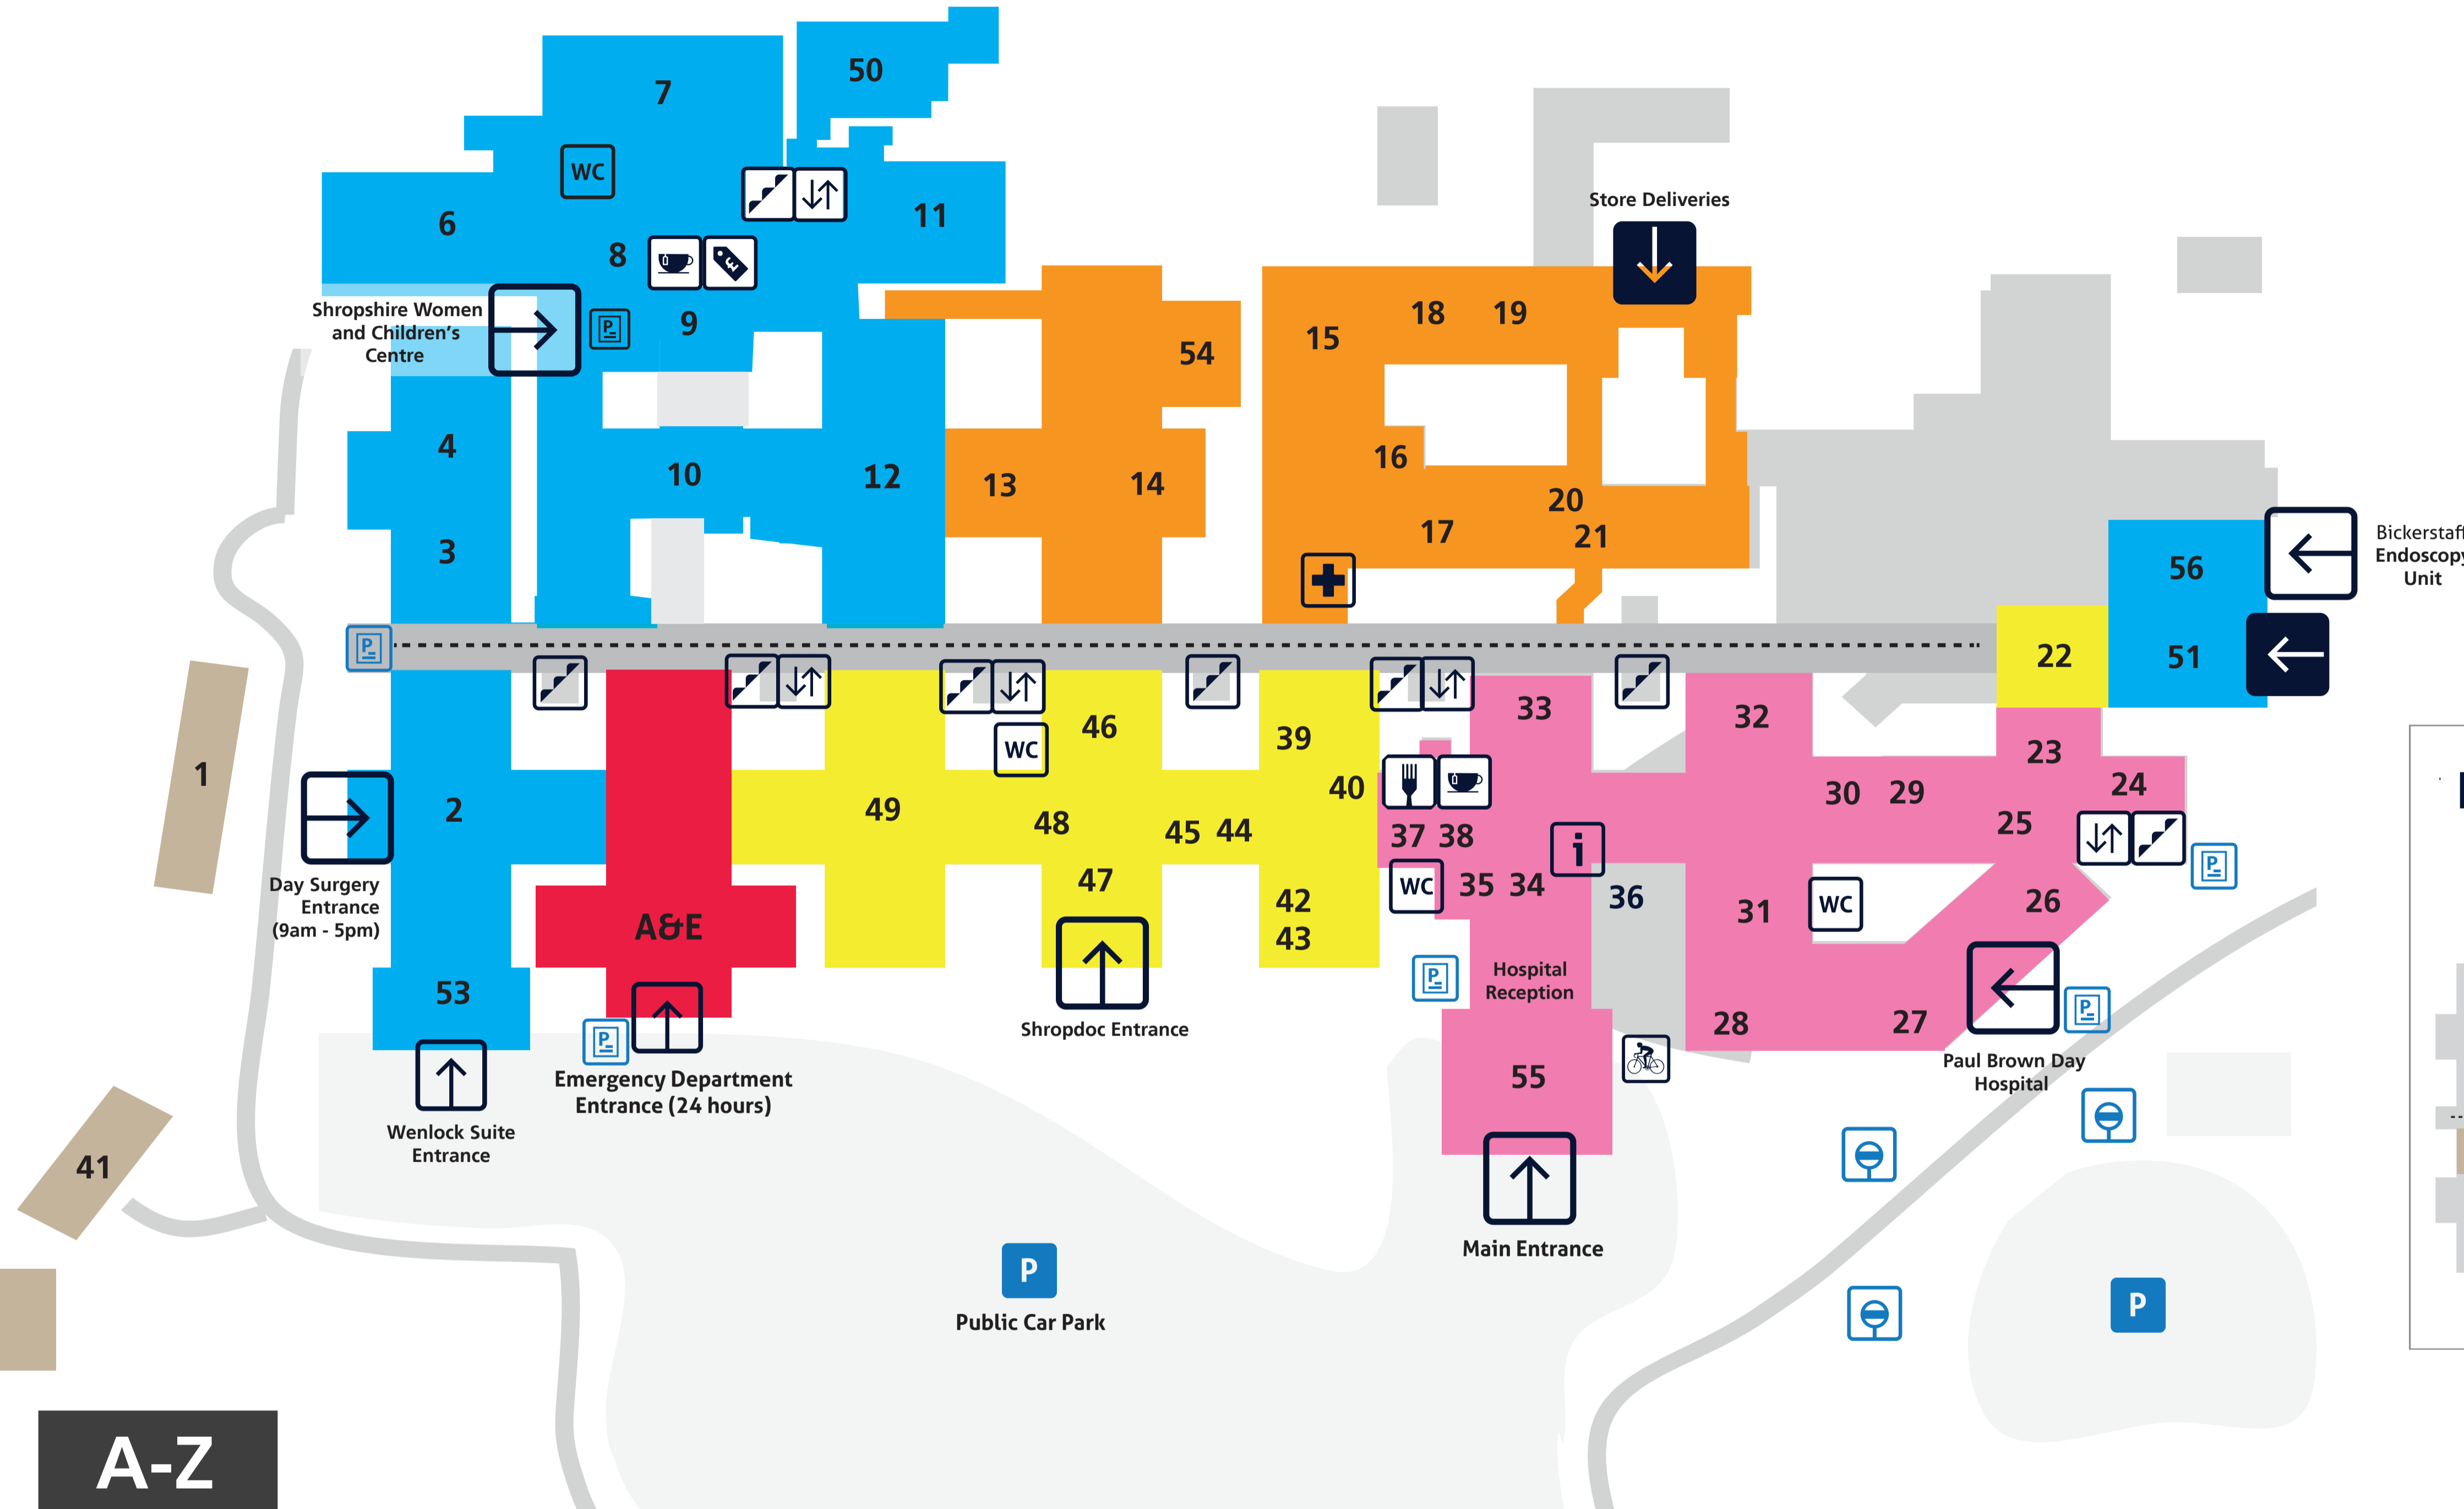 50
7
WC
Store Deliveries
6
11
8
£
Shropshire Women
and Children's
Centre
P
9
18
19
15
54
4
16
10
12
13
14
20
17
21
3
Bickerstaff
Endoscopy
Unit
56
P
22
51
33
32
46
39
23
WC
1
2
49
48
45
44
40
37
38
30
29
25
24
i
P
47
42
43
WC
35
34
36
31
WC
26
Day Surgery
Entrance
(9am - 5pm)
A&E
53
P
Hospital
Reception
28
27
P
P
Shropdoc Entrance
Emergency Department
Entrance (24 hours)
55
Paul Brown Day
Hospital
Wenlock Suite
Entrance
41
Main Entrance
P
Public Car Park
P
A-Z